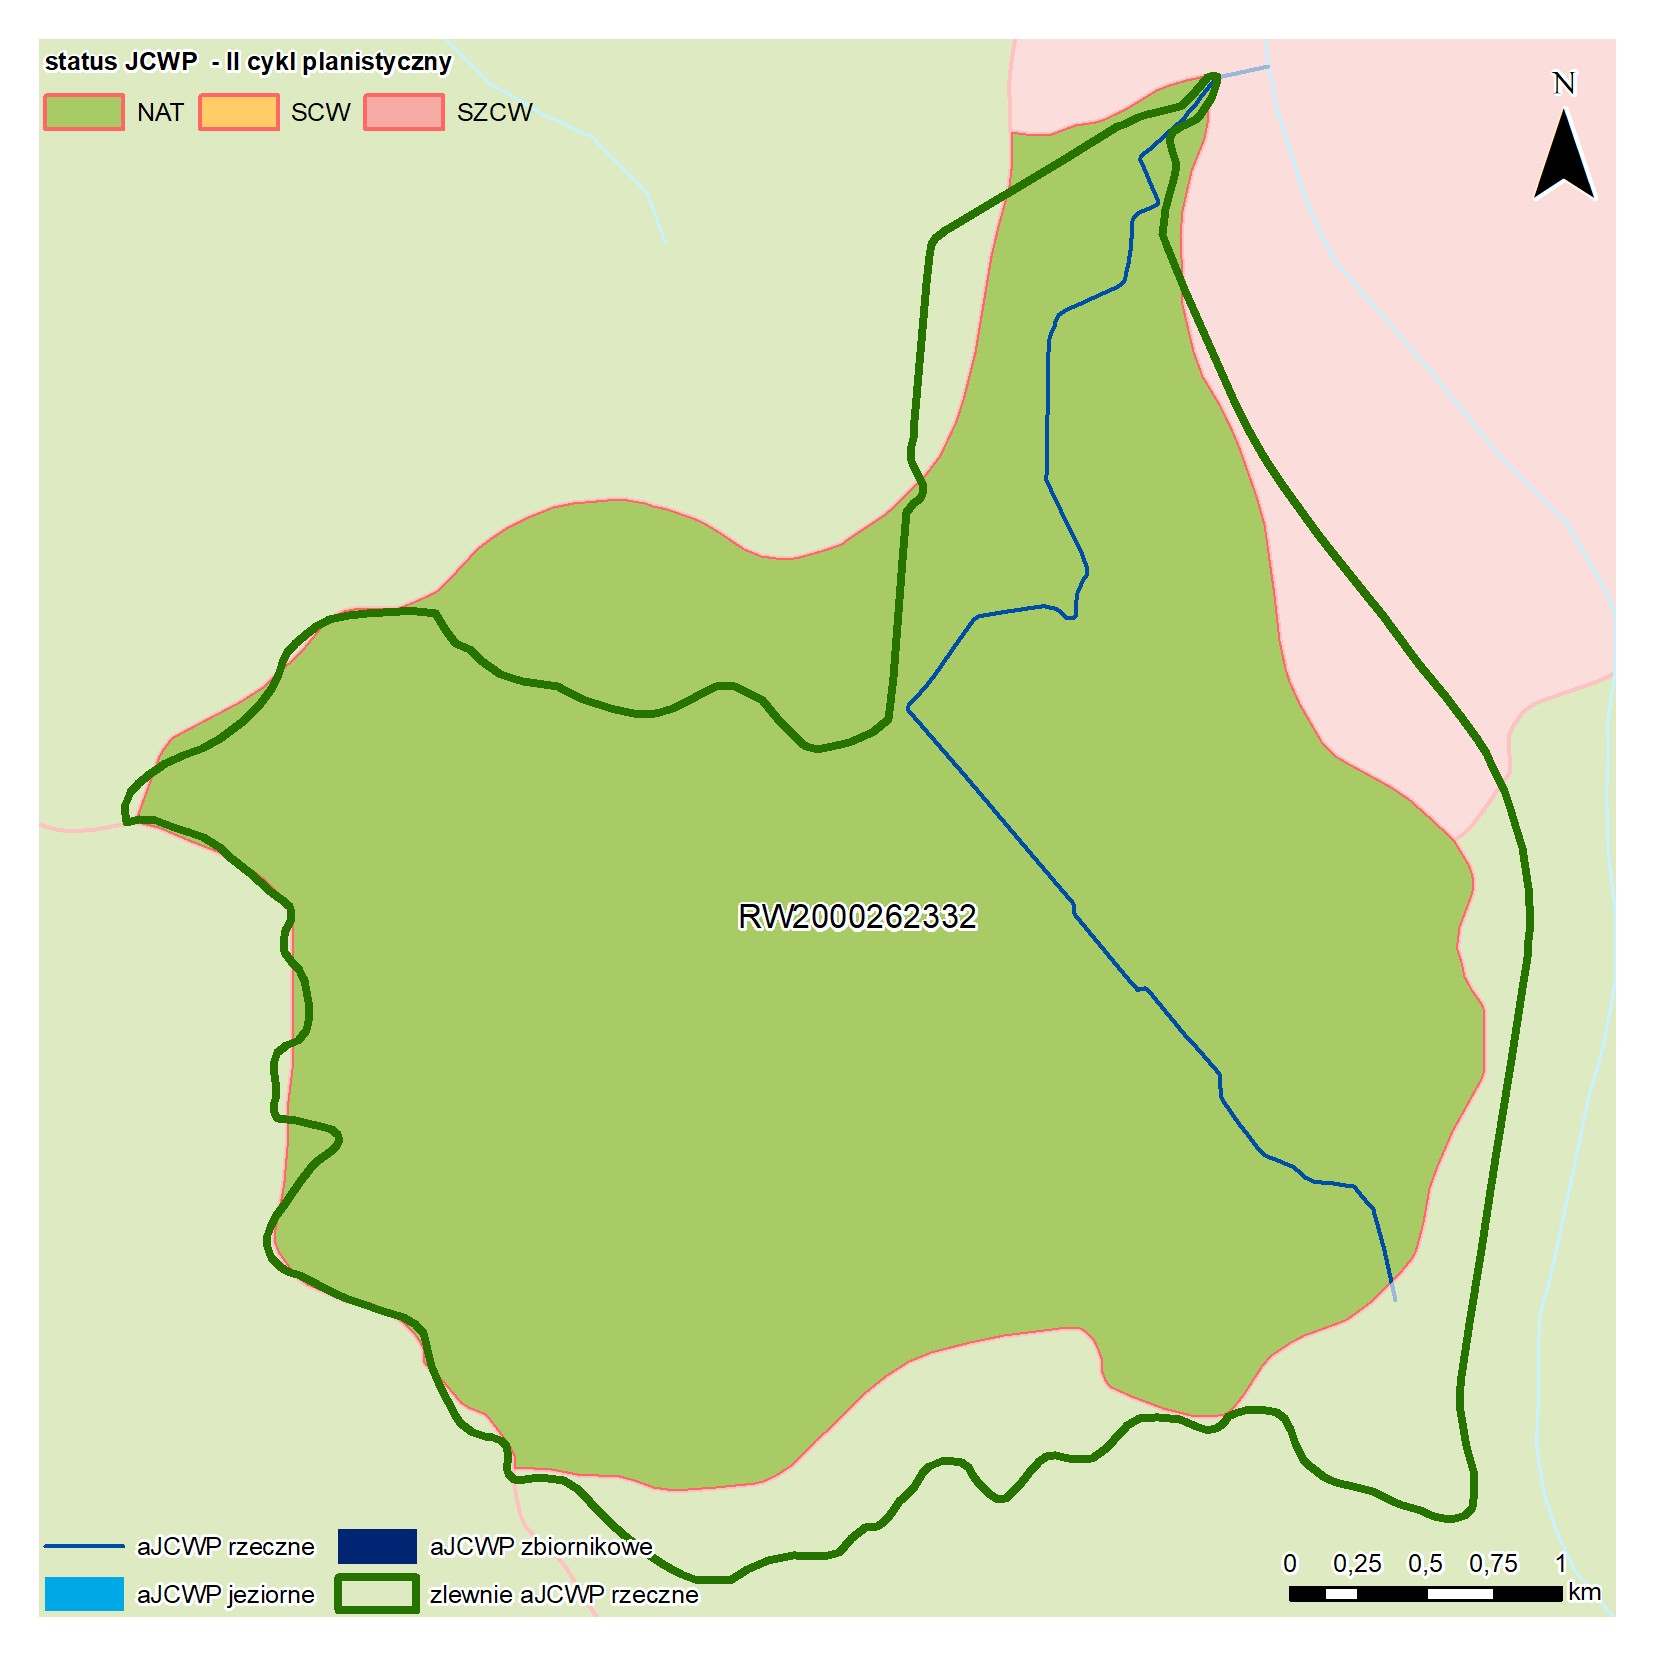 status JCWP  - II cykl planistyczny
NAT SCW SZCW
N
RW2000262332
aJCWP rzeczne aJCWP zbiornikowe
aJCWP jeziorne zlewnie aJCWP rzeczne
0 0,25 0,5 0,75 1
km